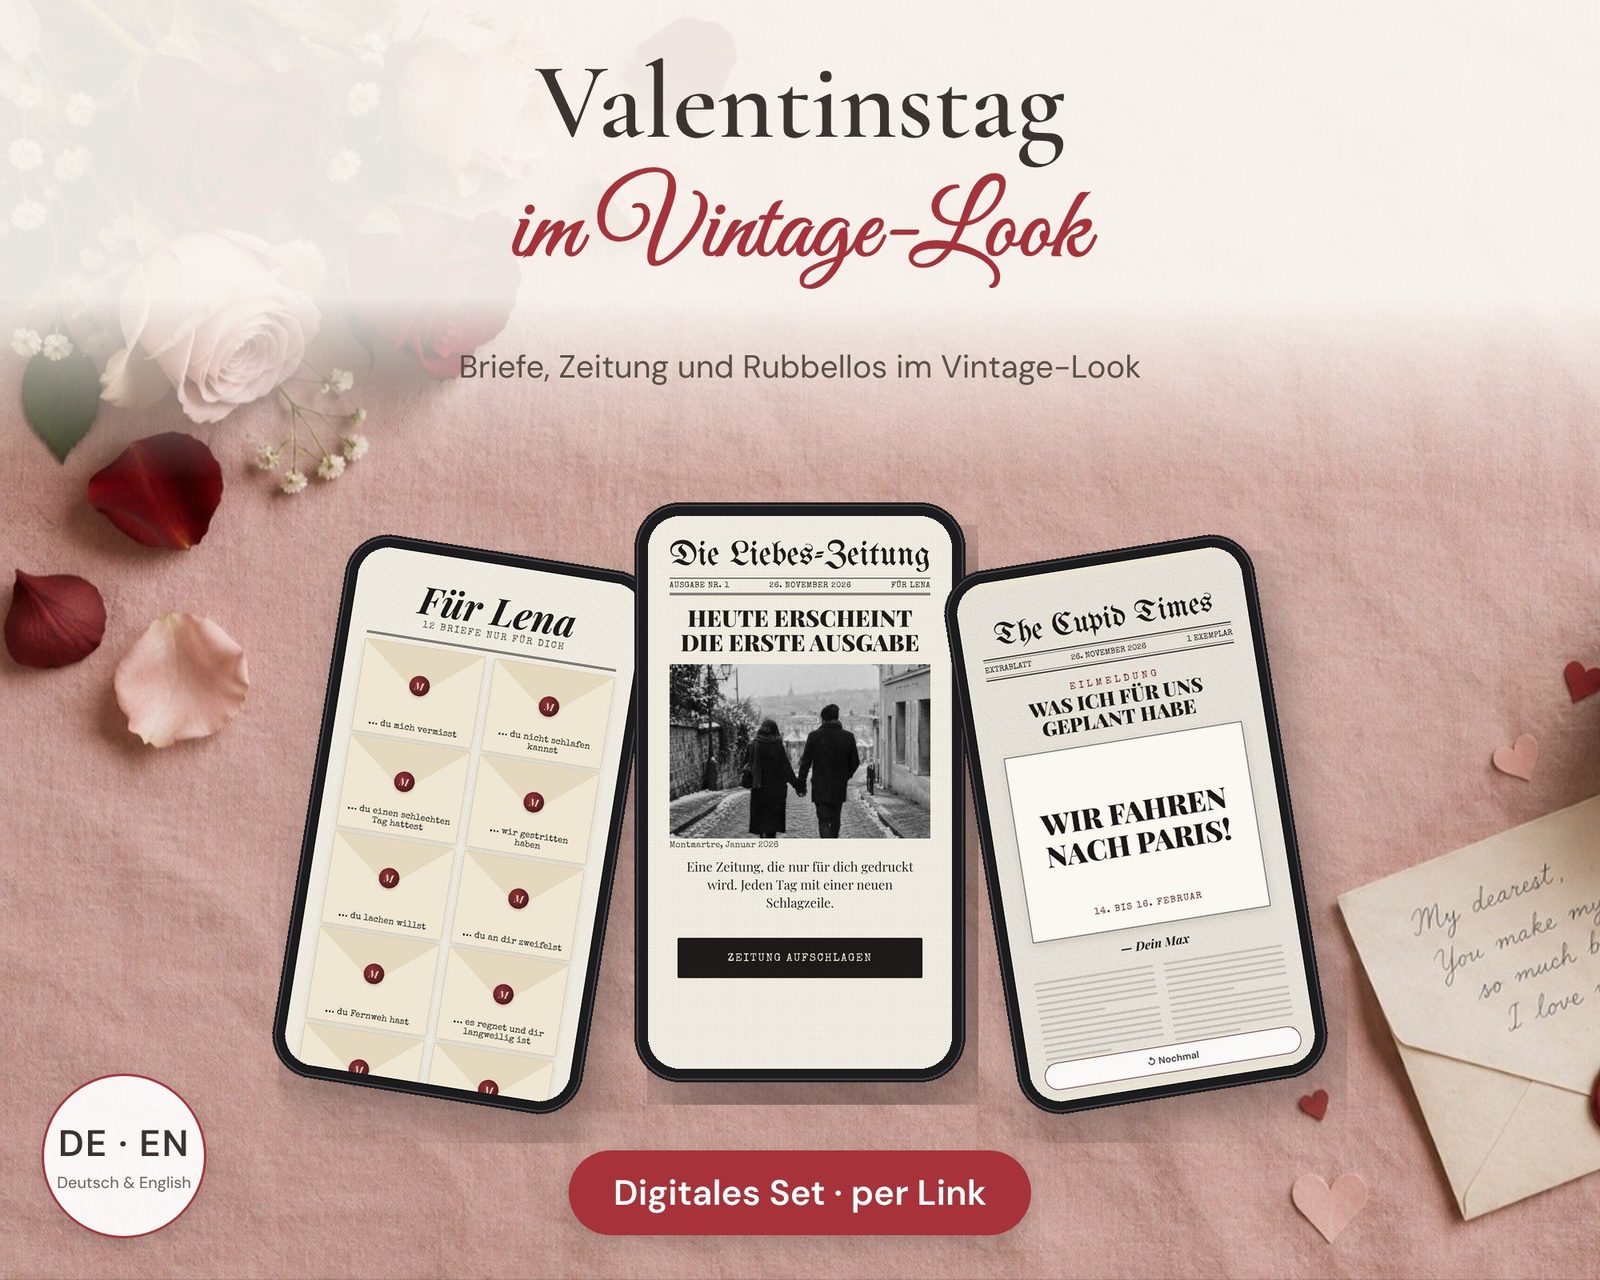 Valentinstag
im Vintage-Look
Briefe, Zeitung und Rubbellos im Vintage-Look
Für Lena
12 BRIEFE NUR FÜR DICH
M
... du mich vermisst
M
... du nicht schlafen
kannst
M
... du einen schlechten
Tag hattest
M
... wir gestritten
haben
M
... du lachen willst
M
... du an dir zweifelst
M
... du Fernweh hast
M
... es regnet und dir
langweilig ist
M
M
Die Liebes-Zeitung
AUSGABE NR. 1 26. NOVEMBER 2026 FÜR LENA
HEUTE ERSCHEINT
DIE ERSTE AUSGABE
Montmartre, Januar 2026
Eine Zeitung, die nur für dich gedruckt
wird. Jeden Tag mit einer neuen
Schlagzeile.
ZEITUNG AUFSCHLAGEN
The Cupid Times
EXTRABLATT 26. NOVEMBER 2026 1 EXEMPLAR
EILMELDUNG
WAS ICH FÜR UNS
GEPLANT HABE
WIR FAHREN
NACH PARIS!
14. BIS 16. FEBRUAR
— Dein Max
↺ Nochmal
My dearest,
You make my
so much
I love
DE · EN
Deutsch & English
Digitales Set · per Link